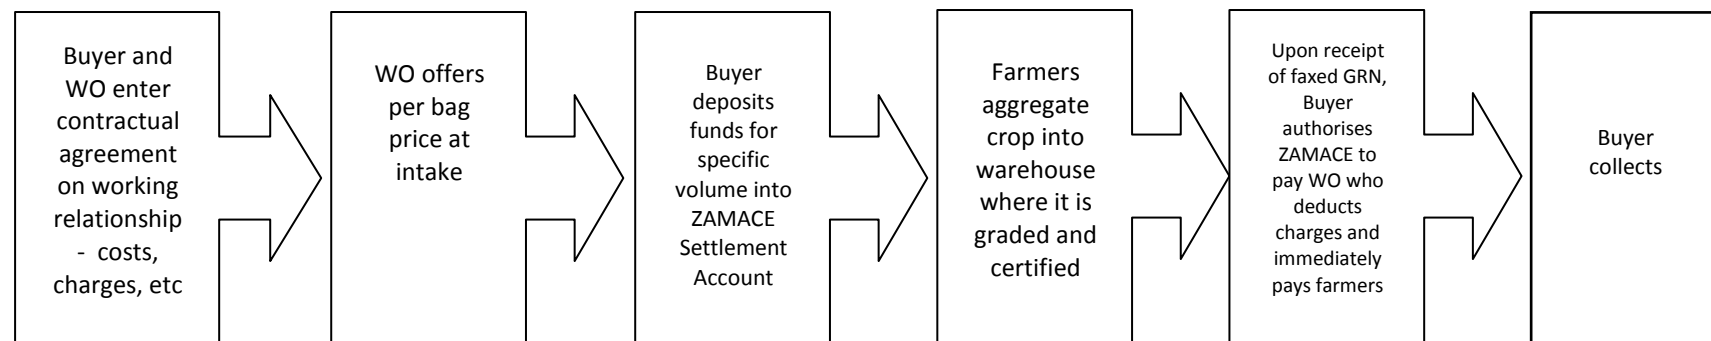 Buyer and
WO enter
contractual
agreement
on working
relationship
- costs,
charges, etc
WO offers
per bag
price at
intake
Buyer
deposits
funds for
specific
volume into
ZAMACE
Settlement
Account
Farmers
aggregate
crop into
warehouse
where it is
graded and
certified
Upon receipt
of faxed GRN,
Buyer
authorises
ZAMACE to
pay WO who
deducts
charges and
immediately
pays farmers
Buyer
collects